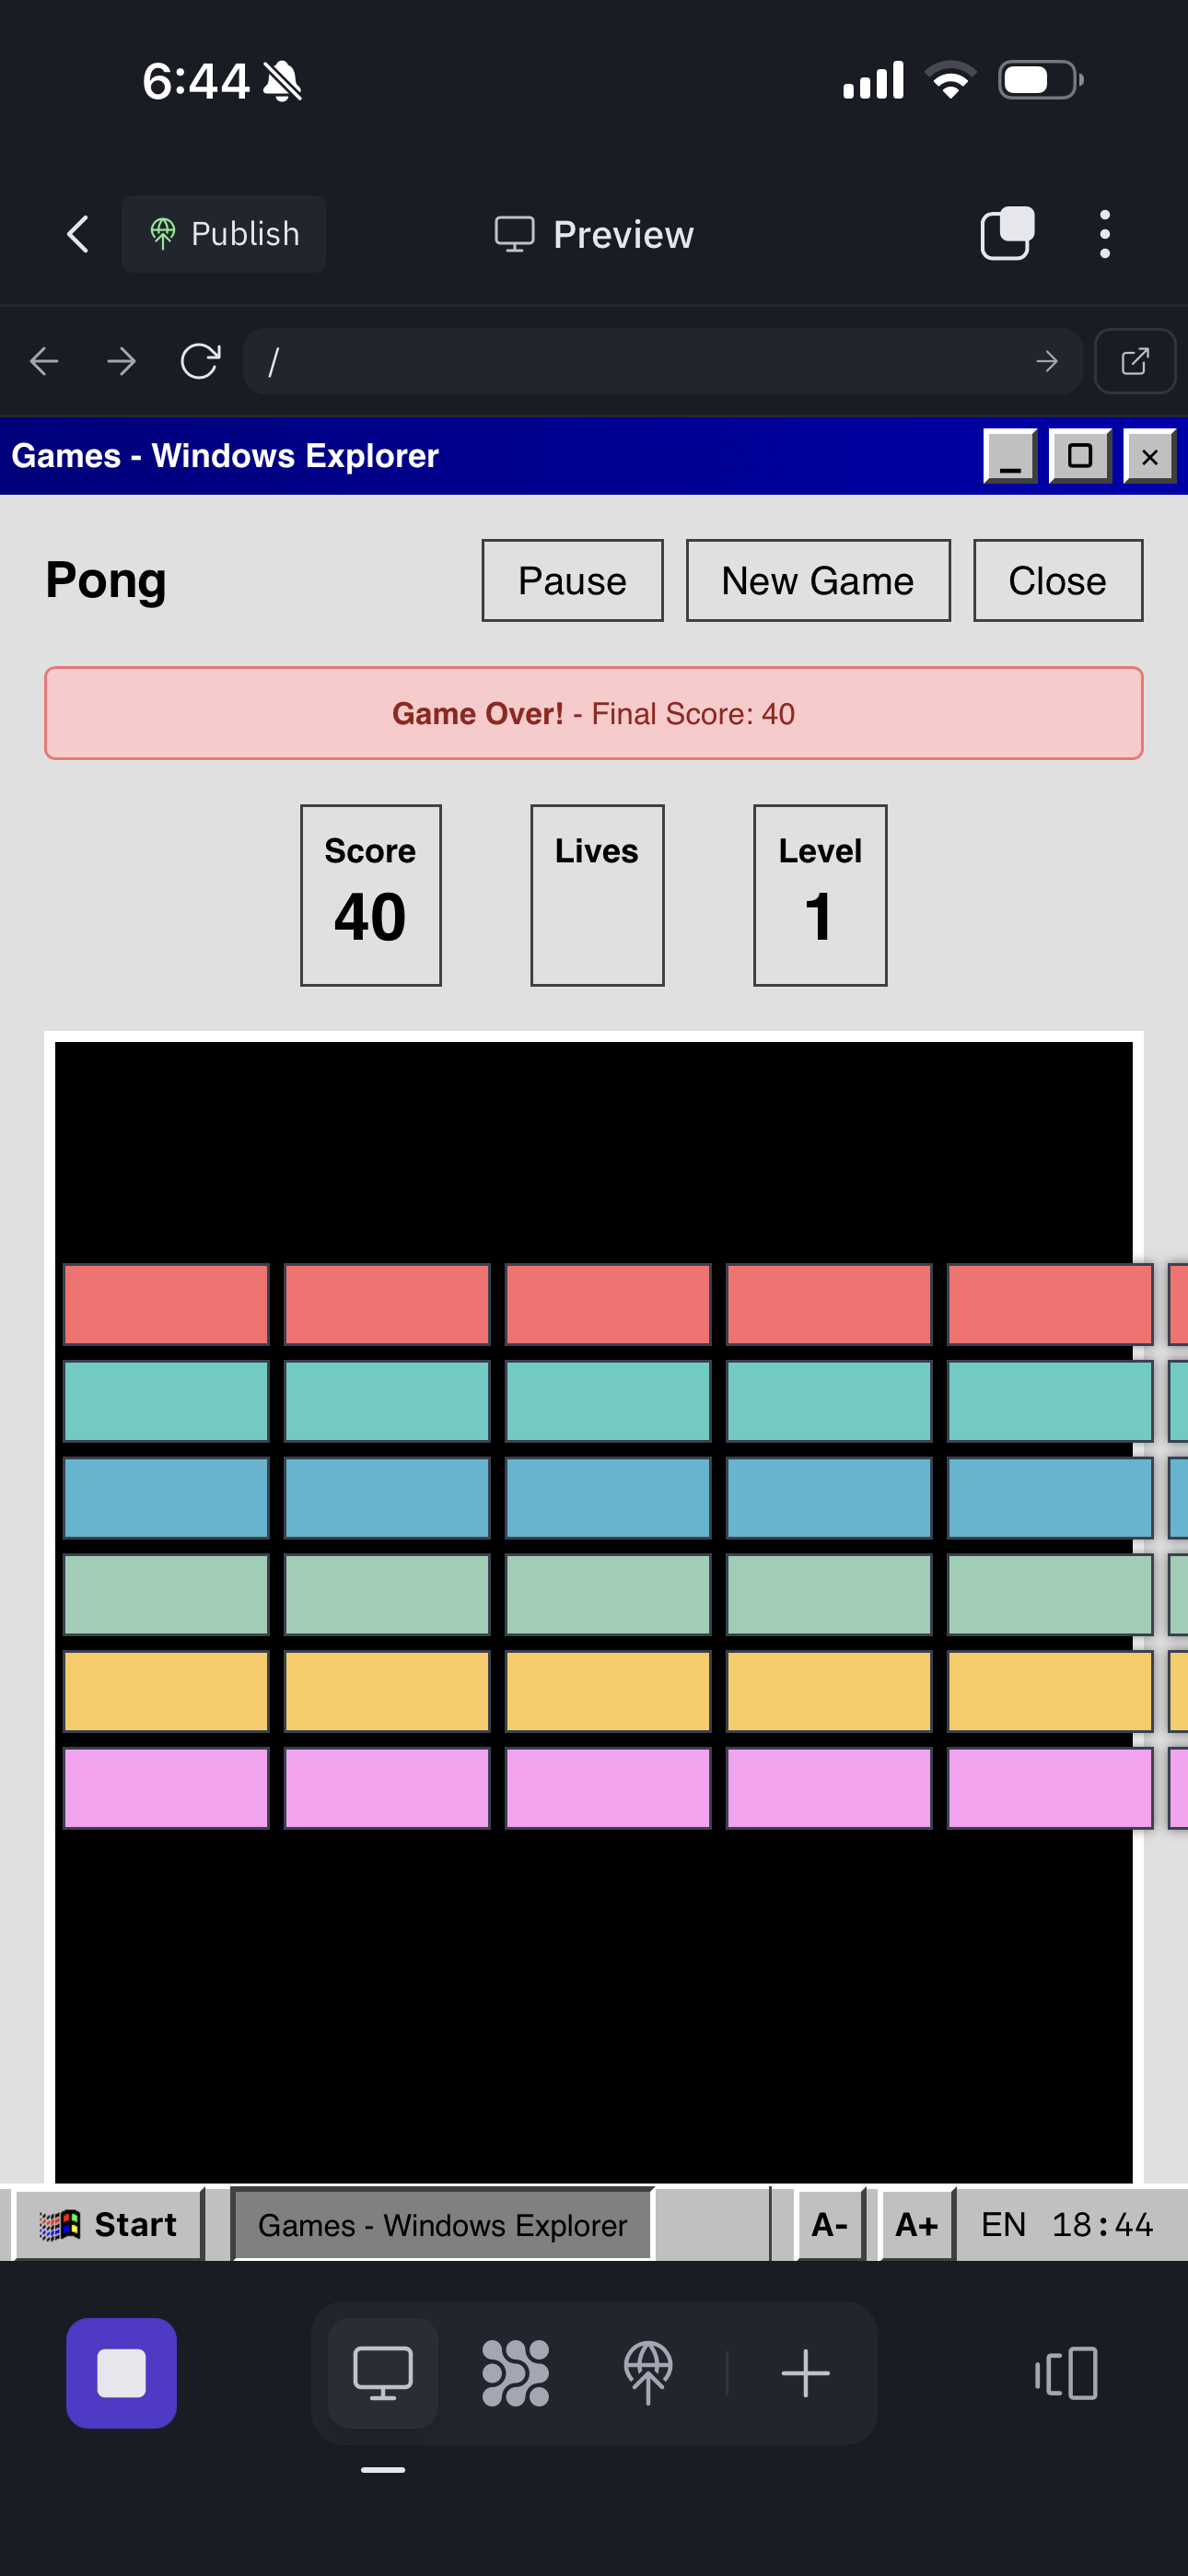 6:44
Publish
Preview
/
Games - Windows Explorer
Pong
Pause
New Game
Close
Game Over! - Final Score: 40
Score
40
Lives
Level
1
Start
Games - Windows Explorer
A-
A+
EN
18:44